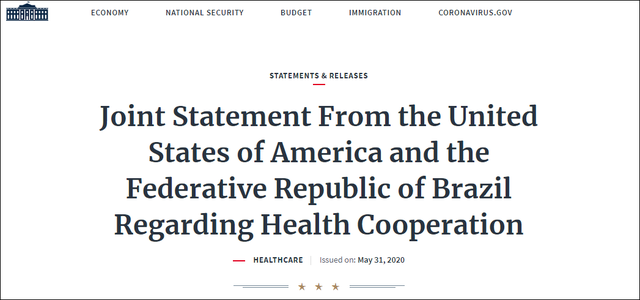 ECONOMY NATIONAL SECURITY BUDGET IMMIGRATION CORONAVIRUS.GOV
STATEMENTS & RELEASES
Joint Statement From the United
States of America and the
Federative Republic of Brazil
Regarding Health Cooperation
HEALTHCARE Issued on: May 31, 2020